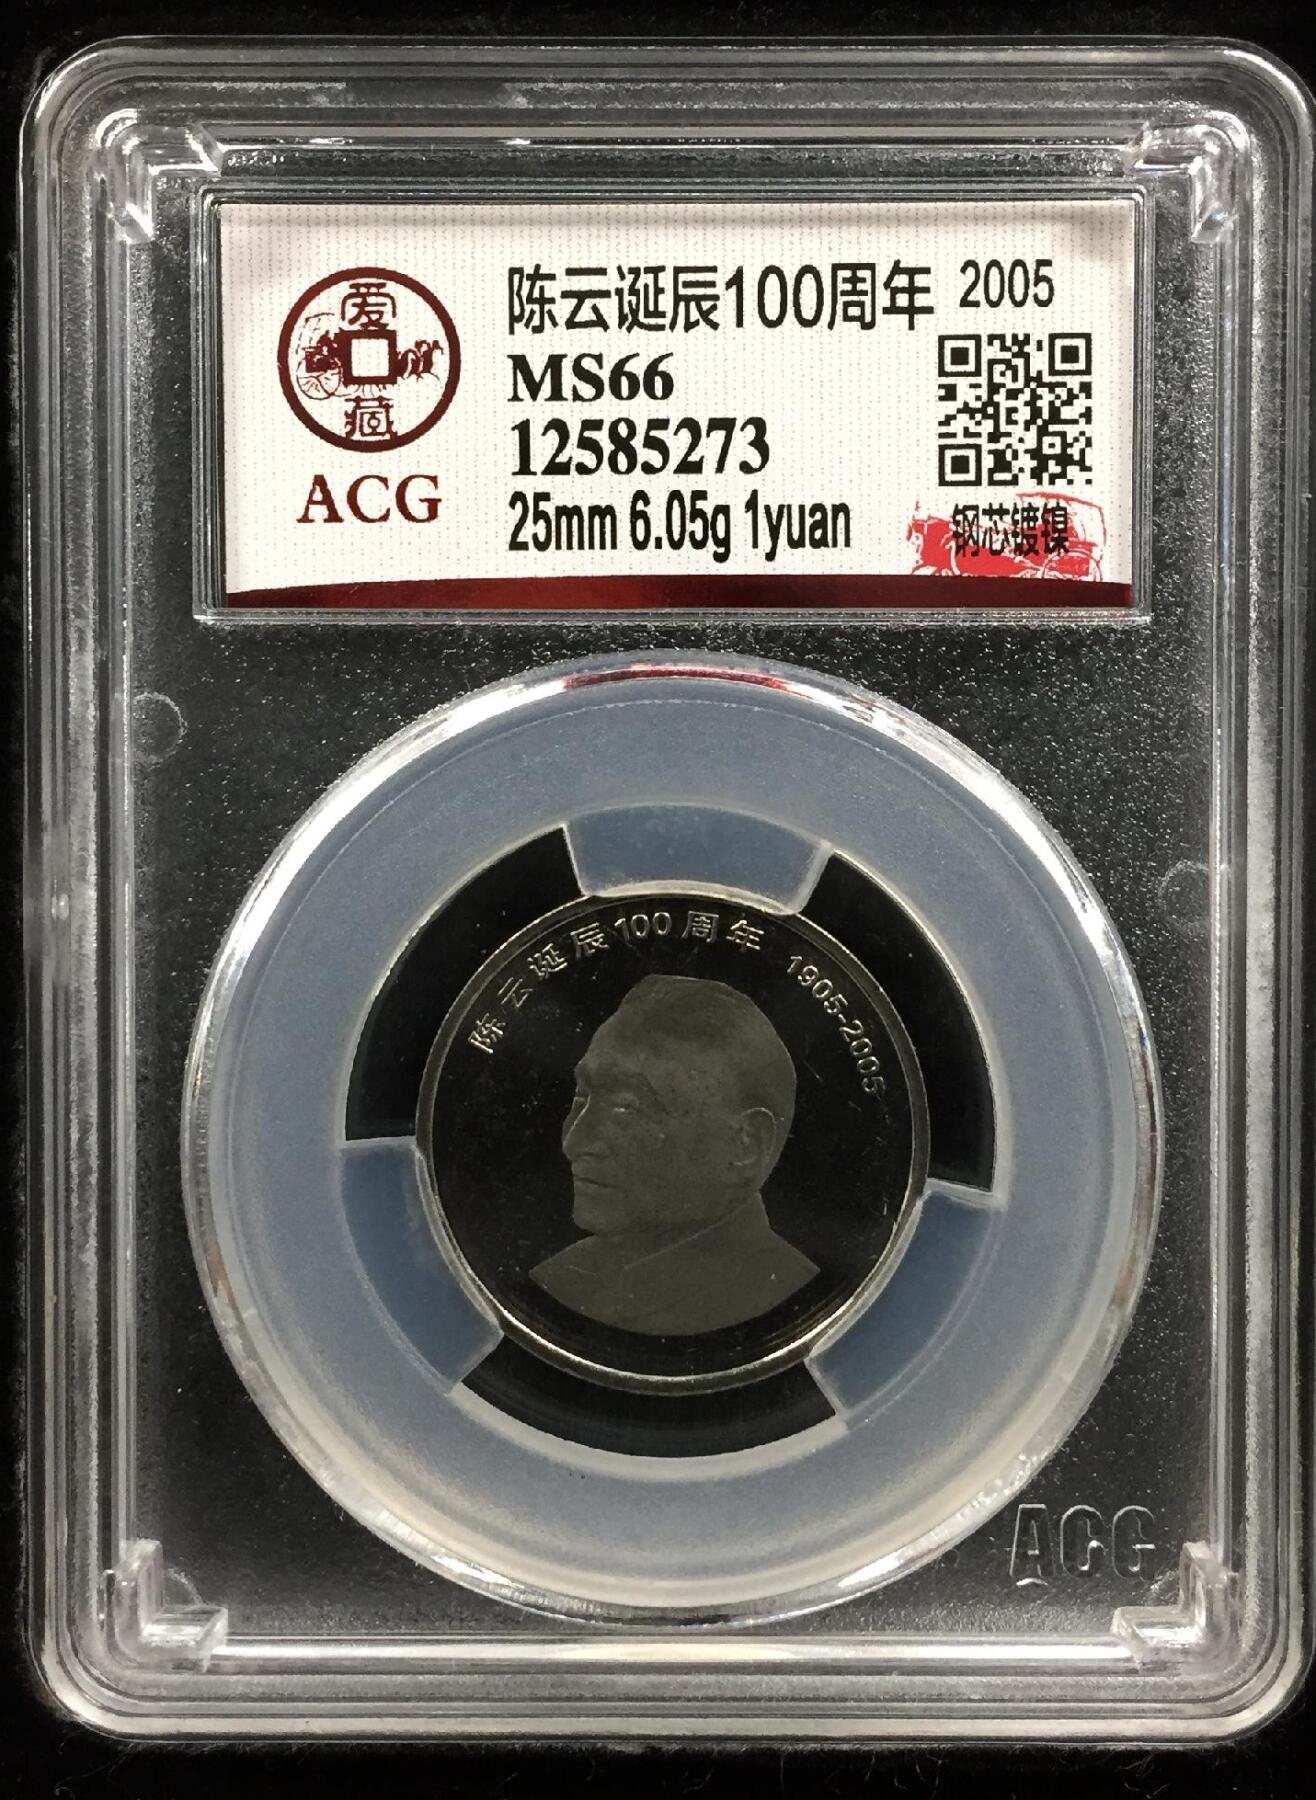 爱藏
ACG
陈云诞辰100周年 2005
MS66
12585273
25mm 6.05g 1yuan
钢芯镀镍
陈云诞辰100周年 1905-2005
ACG